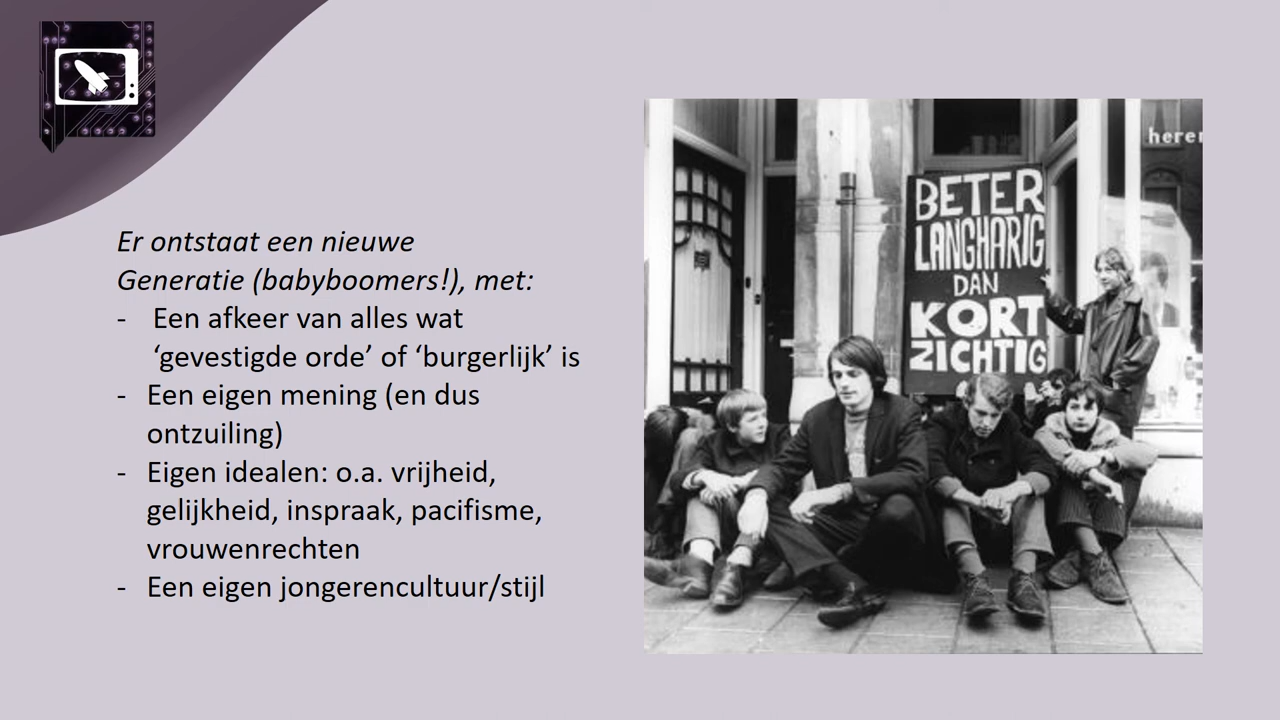 Er ontstaat een nieuwe
Generatie (babyboomers!), met:
- Een afkeer van alles wat
‘gevestigde orde’ of ‘burgerlijk’ is
- Een eigen mening (en dus
ontzuiling)
- Eigen idealen: o.a. vrijheid,
gelijkheid, inspraak, pacifisme,
vrouwenrechten
- Een eigen jongerencultuur/stijl
BETER
LANGHARIG
DAN
KORT
ZICHTIG
heren